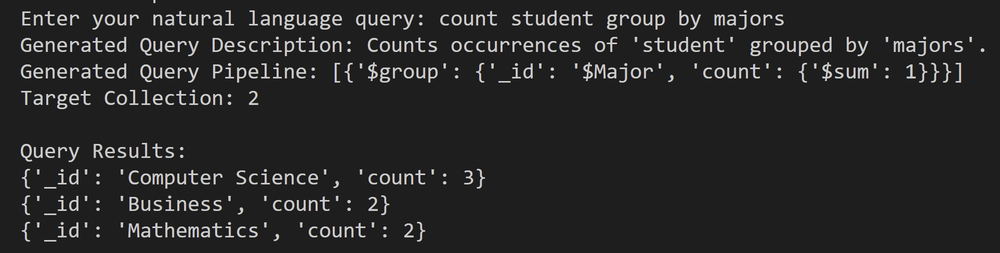 Enter your natural language query: count student group by majors
Generated Query Description: Counts occurrences of 'student' grouped by 'majors'.
Generated Query Pipeline: [{'$group': {'_id': '$Major', 'count': {'$sum': 1}}}]
Target Collection: 2
Query Results:
{'_id': 'Computer Science', 'count': 3}
{'_id': 'Business', 'count': 2}
{'_id': 'Mathematics', 'count': 2}